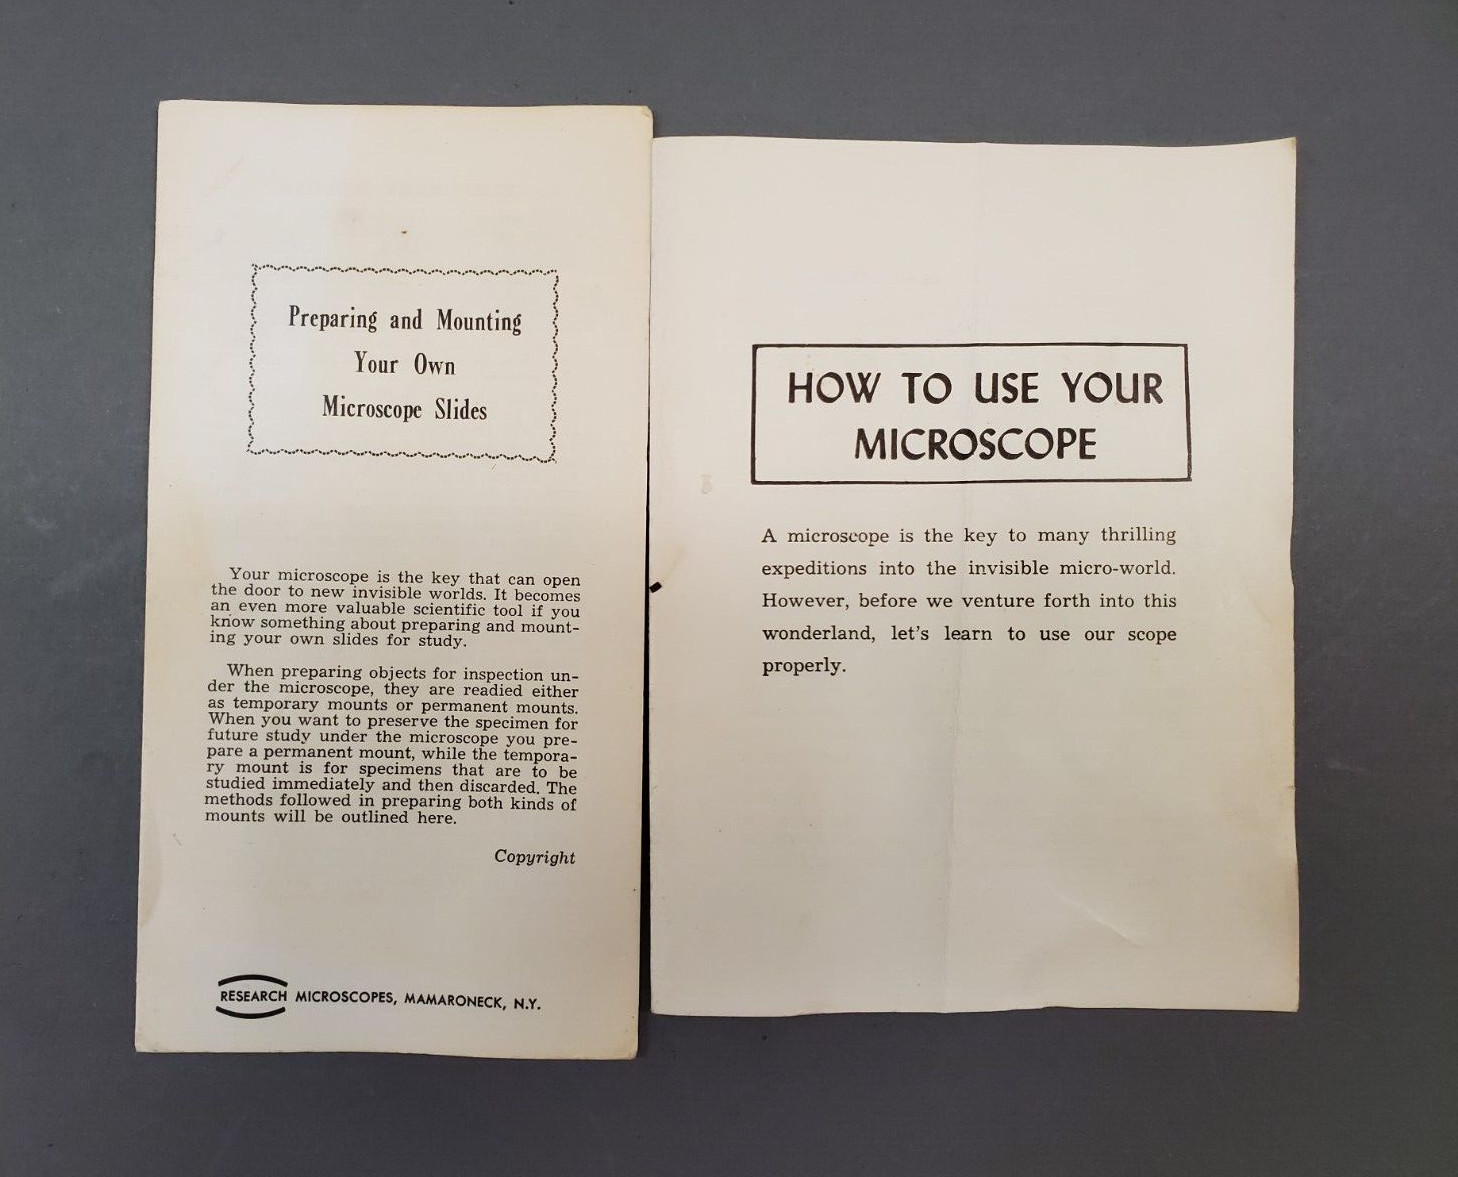 Preparing and Mounting
Your Own
Microscope Slides
Your microscope is the key that can open
the door to new invisible worlds. It becomes
an even more valuable scientific tool if you
know something about preparing and mount-
ing your own slides for study.
When preparing objects for inspection un-
der the microscope, they are readied either
as temporary mounts or permanent mounts.
When you want to preserve the specimen for
future study under the microscope you pre-
pare a permanent mount, while the tempora-
ry mount is for specimens that are to be
studied immediately and then discarded. The
methods followed in preparing both kinds of
mounts will be outlined here.
Copyright
RESEARCH MICROSCOPES, MAMARONECK, N.Y.
HOW TO USE YOUR
MICROSCOPE
A microscope is the key to many thrilling
expeditions into the invisible micro-world.
However, before we venture forth into this
wonderland, let's learn to use our scope
properly.